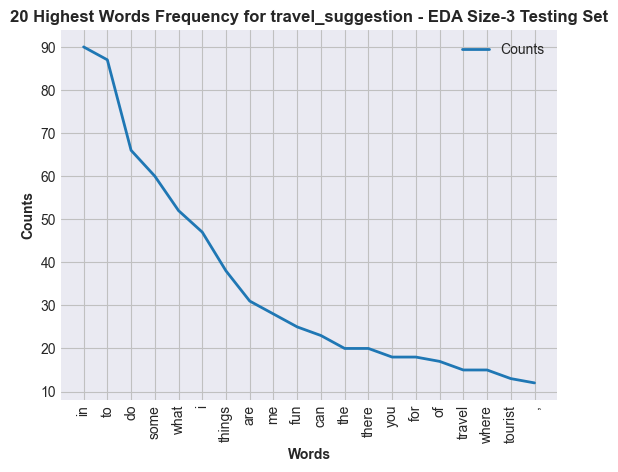 20 Highest Words Frequency for travel_suggestion - EDA Size-3 Testing Set
Counts
90
80
70
60
50
40
30
20
10
Counts
in
to
do
some
what
i
things
are
me
fun
can
the
there
you
for
of
travel
where
tourist
,
Words